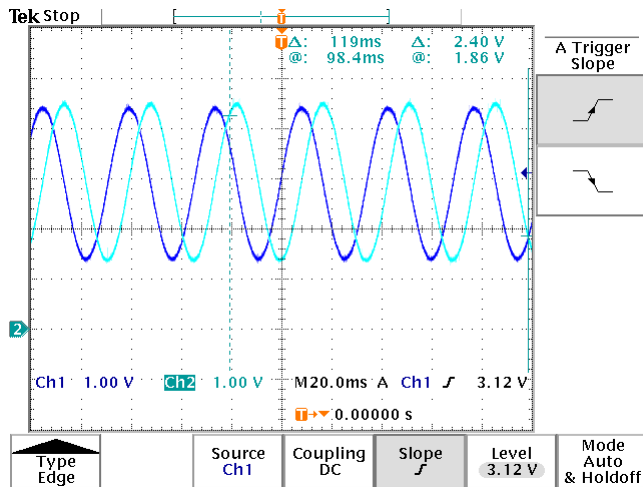 Tek Stop
T
T
Δ: 119ms Δ: 2.40 V
@: 98.4ms @: 1.86 V
A Trigger
Slope
2
Ch1 1.00 V Ch2 1.00 V M20.0ms A Ch1 3.12 V
T 0.00000 s
Type
Edge
Source
Ch1
Coupling
DC
Slope
Level
3.12 V
Mode
Auto
& Holdoff